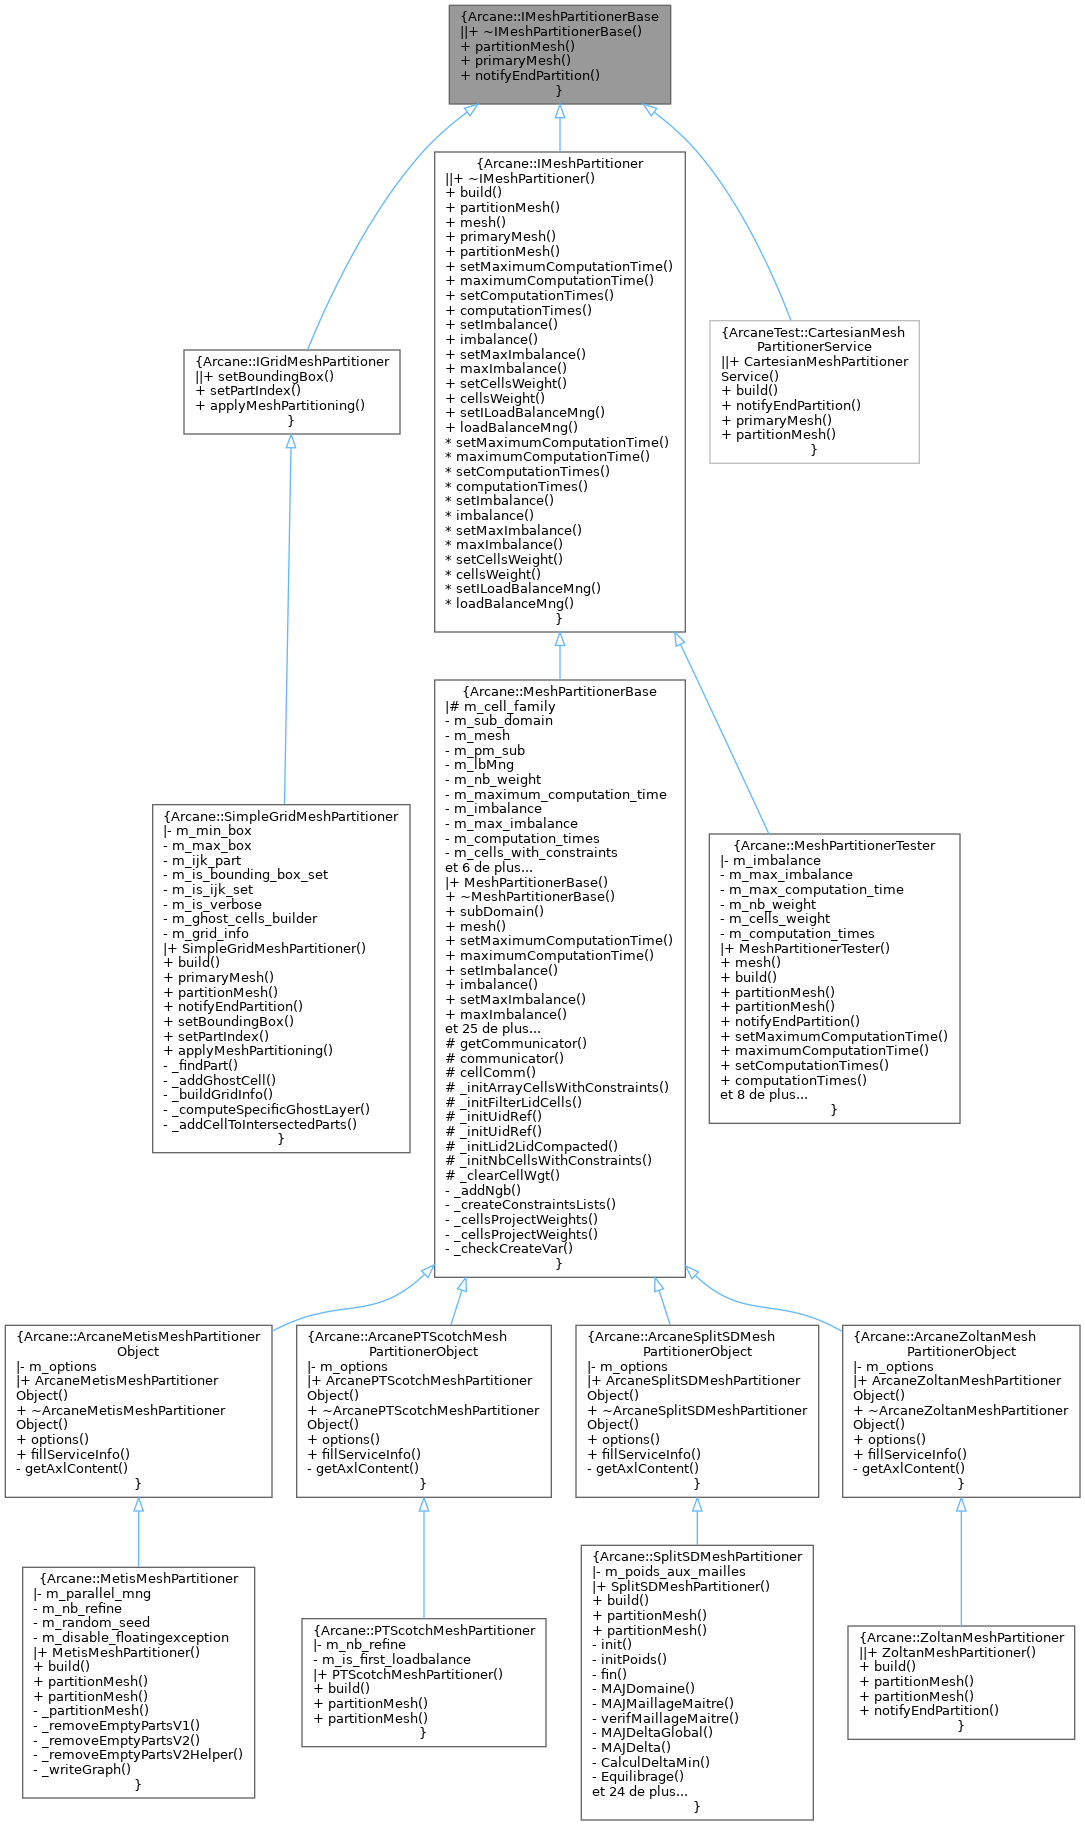 {Arcane::IMeshPartitionerBase
||+ ~IMeshPartitionerBase()
+ partitionMesh()
+ primaryMesh()
+ notifyEndPartition()
}
{Arcane::IMeshPartitioner
||+ ~IMeshPartitioner()
+ build()
+ partitionMesh()
+ mesh()
+ primaryMesh()
+ partitionMesh()
+ setMaximumComputationTime()
+ maximumComputationTime()
+ setComputationTimes()
+ computationTimes()
+ setImbalance()
+ imbalance()
+ setMaxImbalance()
+ maxImbalance()
+ setCellsWeight()
+ cellsWeight()
+ setILoadBalanceMng()
+ loadBalanceMng()
* setMaximumComputationTime()
* maximumComputationTime()
* setComputationTimes()
* computationTimes()
* setImbalance()
* imbalance()
* setMaxImbalance()
* maxImbalance()
* setCellsWeight()
* cellsWeight()
* setILoadBalanceMng()
* loadBalanceMng()
}
{ArcaneTest::CartesianMesh
PartitionerService
||+ CartesianMeshPartitioner
Service()
+ build()
+ notifyEndPartition()
+ primaryMesh()
+ partitionMesh()
}
{Arcane::IGridMeshPartitioner
||+ setBoundingBox()
+ setPartIndex()
+ applyMeshPartitioning()
}
{Arcane::MeshPartitionerBase
|# m_cell_family
- m_sub_domain
- m_mesh
- m_pm_sub
- m_lbMng
- m_nb_weight
- m_maximum_computation_time
- m_imbalance
- m_max_imbalance
- m_computation_times
- m_cells_with_constraints
et 6 de plus...
|+ MeshPartitionerBase()
+ ~MeshPartitionerBase()
+ subDomain()
+ mesh()
+ setMaximumComputationTime()
+ maximumComputationTime()
+ setImbalance()
+ imbalance()
+ setMaxImbalance()
+ maxImbalance()
et 25 de plus...
# getCommunicator()
# communicator()
# cellComm()
# _initArrayCellsWithConstraints()
# _initFilterLidCells()
# _initUidRef()
# _initUidRef()
# _initLid2LidCompacted()
# _initNbCellsWithConstraints()
# _clearCellWgt()
- _addNgb()
- _createConstraintsLists()
- _cellsProjectWeights()
- _cellsProjectWeights()
- _checkCreateVar()
}
{Arcane::SimpleGridMeshPartitioner
|- m_min_box
- m_max_box
- m_ijk_part
- m_is_bounding_box_set
- m_is_ijk_set
- m_is_verbose
- m_ghost_cells_builder
- m_grid_info
|+ SimpleGridMeshPartitioner()
+ build()
+ primaryMesh()
+ partitionMesh()
+ notifyEndPartition()
+ setBoundingBox()
+ setPartIndex()
+ applyMeshPartitioning()
- _findPart()
- _addGhostCell()
- _buildGridInfo()
- _computeSpecificGhostLayer()
- _addCellToIntersectedParts()
}
{Arcane::MeshPartitionerTester
|- m_imbalance
- m_max_imbalance
- m_max_computation_time
- m_nb_weight
- m_cells_weight
- m_computation_times
|+ MeshPartitionerTester()
+ mesh()
+ build()
+ partitionMesh()
+ partitionMesh()
+ notifyEndPartition()
+ setMaximumComputationTime()
+ maximumComputationTime()
+ setComputationTimes()
+ computationTimes()
et 8 de plus...
}
{Arcane::ArcaneMetisMeshPartitioner
Object
|- m_options
|+ ArcaneMetisMeshPartitioner
Object()
+ ~ArcaneMetisMeshPartitioner
Object()
+ options()
+ fillServiceInfo()
- getAxlContent()
}
{Arcane::ArcanePTScotchMesh
PartitionerObject
|- m_options
|+ ArcanePTScotchMeshPartitioner
Object()
+ ~ArcanePTScotchMeshPartitioner
Object()
+ options()
+ fillServiceInfo()
- getAxlContent()
}
{Arcane::ArcaneSplitSDMesh
PartitionerObject
|- m_options
|+ ArcaneSplitSDMeshPartitioner
Object()
+ ~ArcaneSplitSDMeshPartitioner
Object()
+ options()
+ fillServiceInfo()
- getAxlContent()
}
{Arcane::ArcaneZoltanMesh
PartitionerObject
|- m_options
|+ ArcaneZoltanMeshPartitioner
Object()
+ ~ArcaneZoltanMeshPartitioner
Object()
+ options()
+ fillServiceInfo()
- getAxlContent()
}
{Arcane::MetisMeshPartitioner
|- m_parallel_mng
- m_nb_refine
- m_random_seed
- m_disable_floatingexception
|+ MetisMeshPartitioner()
+ build()
+ partitionMesh()
+ partitionMesh()
- _partitionMesh()
- _removeEmptyPartsV1()
- _removeEmptyPartsV2()
- _removeEmptyPartsV2Helper()
- _writeGraph()
}
{Arcane::PTScotchMeshPartitioner
|- m_nb_refine
- m_is_first_loadbalance
|+ PTScotchMeshPartitioner()
+ build()
+ partitionMesh()
+ partitionMesh()
}
{Arcane::SplitSDMeshPartitioner
|- m_poids_aux_mailles
|+ SplitSDMeshPartitioner()
+ build()
+ partitionMesh()
+ partitionMesh()
- init()
- initPoids()
- fin()
- MAJDomaine()
- MAJMaillageMaitre()
- verifMaillageMaitre()
- MAJDeltaGlobal()
- MAJDelta()
- CalculDeltaMin()
- Equilibrage()
et 24 de plus...
}
{Arcane::ZoltanMeshPartitioner
||+ ZoltanMeshPartitioner()
+ build()
+ partitionMesh()
+ partitionMesh()
+ notifyEndPartition()
}